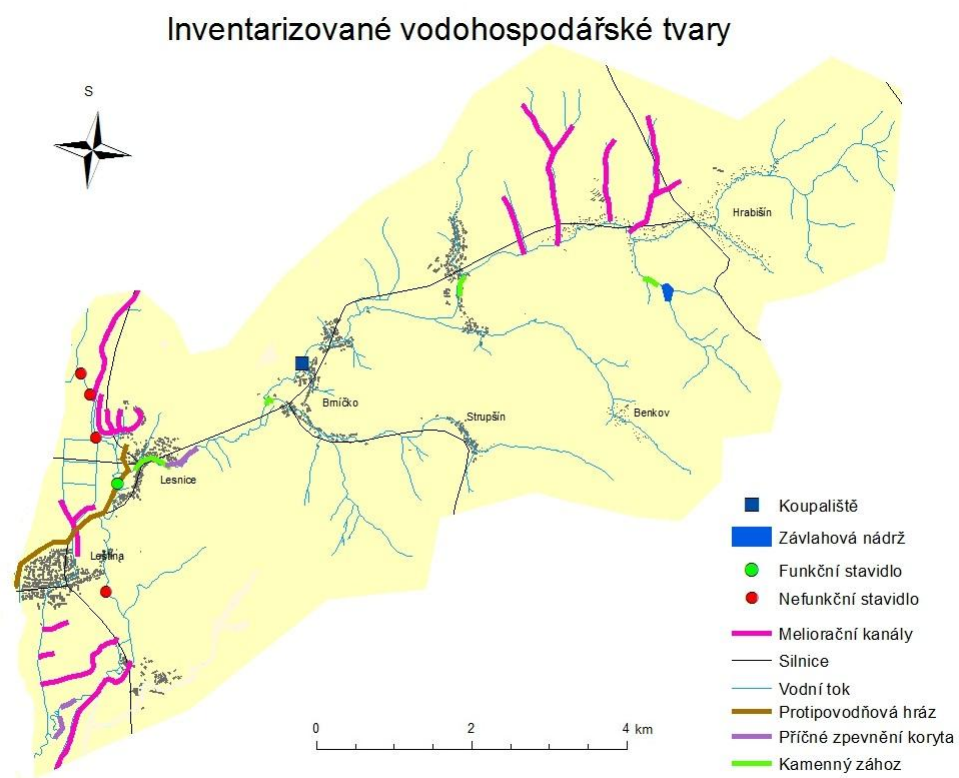 Inventarizované vodohospodářské tvary
S
Hrabišín
Brníčko
Strupšín
Benkov
Lesnice
Leština
Koupaliště
Závlahová nádrž
Funkční stavidlo
Nefunkční stavidlo
Meliorační kanály
Silnice
Vodní tok
Protipovodňová hráz
Příčné zpevnění koryta
Kamenný zához
0 2 4 km